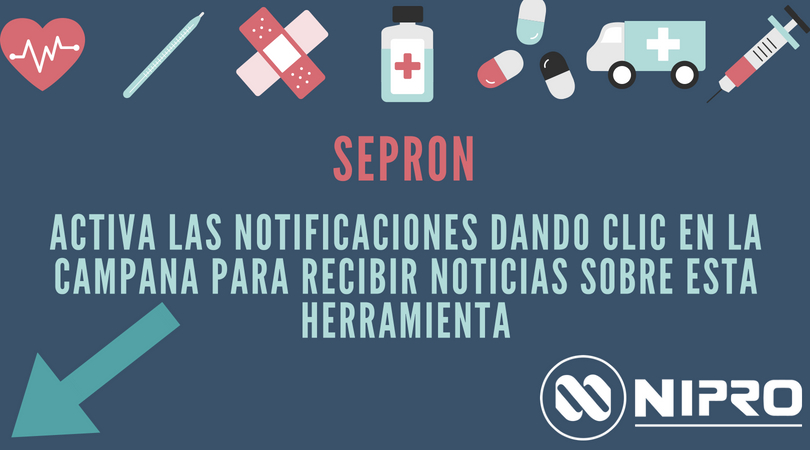 SEPRON
ACTIVA LAS NOTIFICACIONES DANDO CLIC EN LA
CAMPANA PARA RECIBIR NOTICIAS SOBRE ESTA
HERRAMIENTA
NIPRO